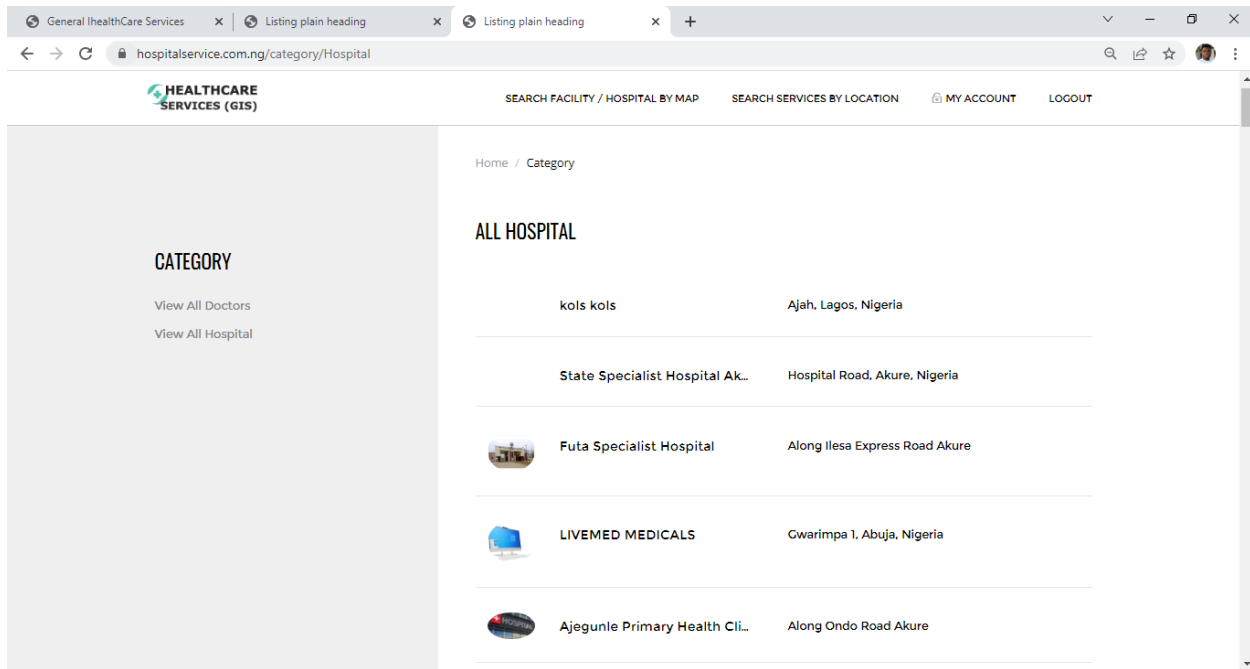 General IhealthCare Services
Listing plain heading
Listing plain heading
hospitalservice.com.ng/category/Hospital
HEALTHCARE
SERVICES (GIS)
SEARCH FACILITY / HOSPITAL BY MAP
SEARCH SERVICES BY LOCATION
MY ACCOUNT
LOGOUT
Home / Category
CATEGORY
View All Doctors
View All Hospital
ALL HOSPITAL
kols kols
Ajah, Lagos, Nigeria
State Specialist Hospital Ak...
Hospital Road, Akure, Nigeria
Futa Specialist Hospital
Along Ilesa Express Road Akure
LIVEMED MEDICALS
Gwarimpa 1, Abuja, Nigeria
HOSPITAL
Ajegunle Primary Health Cli...
Along Ondo Road Akure